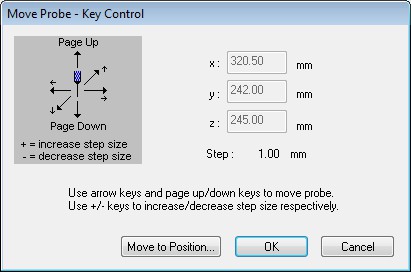 Move Probe - Key Control
Page Up
Page Down
+ = increase step size
- = decrease step size
x : 320.50 mm
y : 242.00 mm
z : 245.00 mm
Step : 1.00 mm
Use arrow keys and page up/down keys to move probe.
Use +/- keys to increase/decrease step size respectively.
Move to Position... OK Cancel